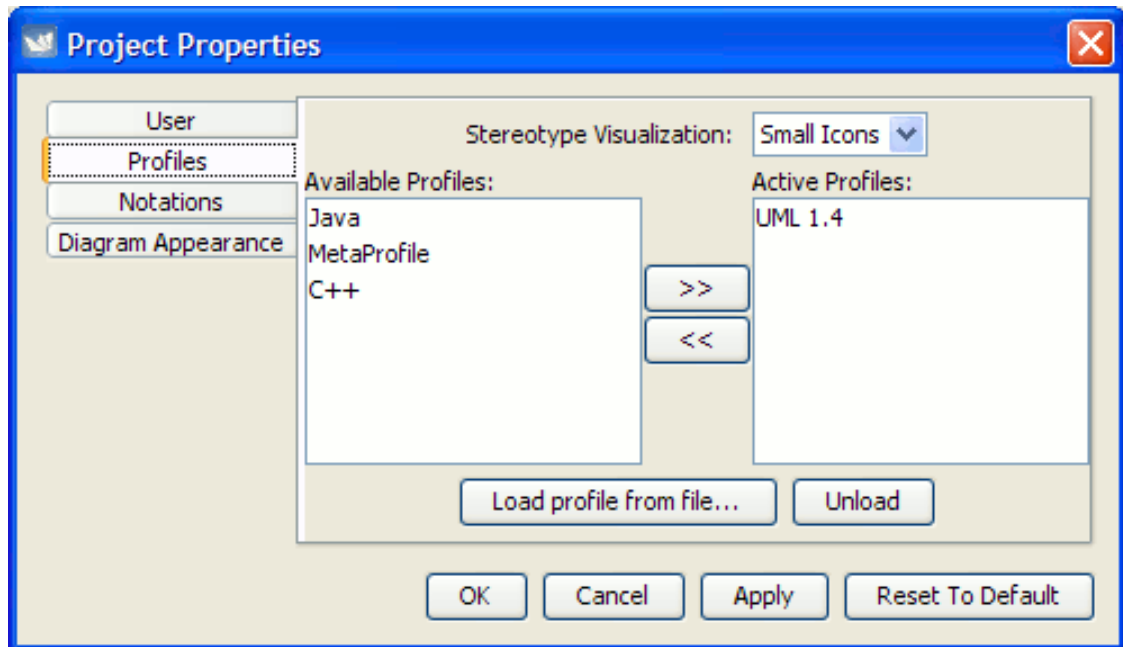 Project Properties
User
Profiles
Notations
Diagram Appearance
Stereotype Visualization: Small Icons
Available Profiles:
Java
MetaProfile
C++
>>
<<
Active Profiles:
UML 1.4
Load profile from file... Unload
OK Cancel Apply Reset To Default